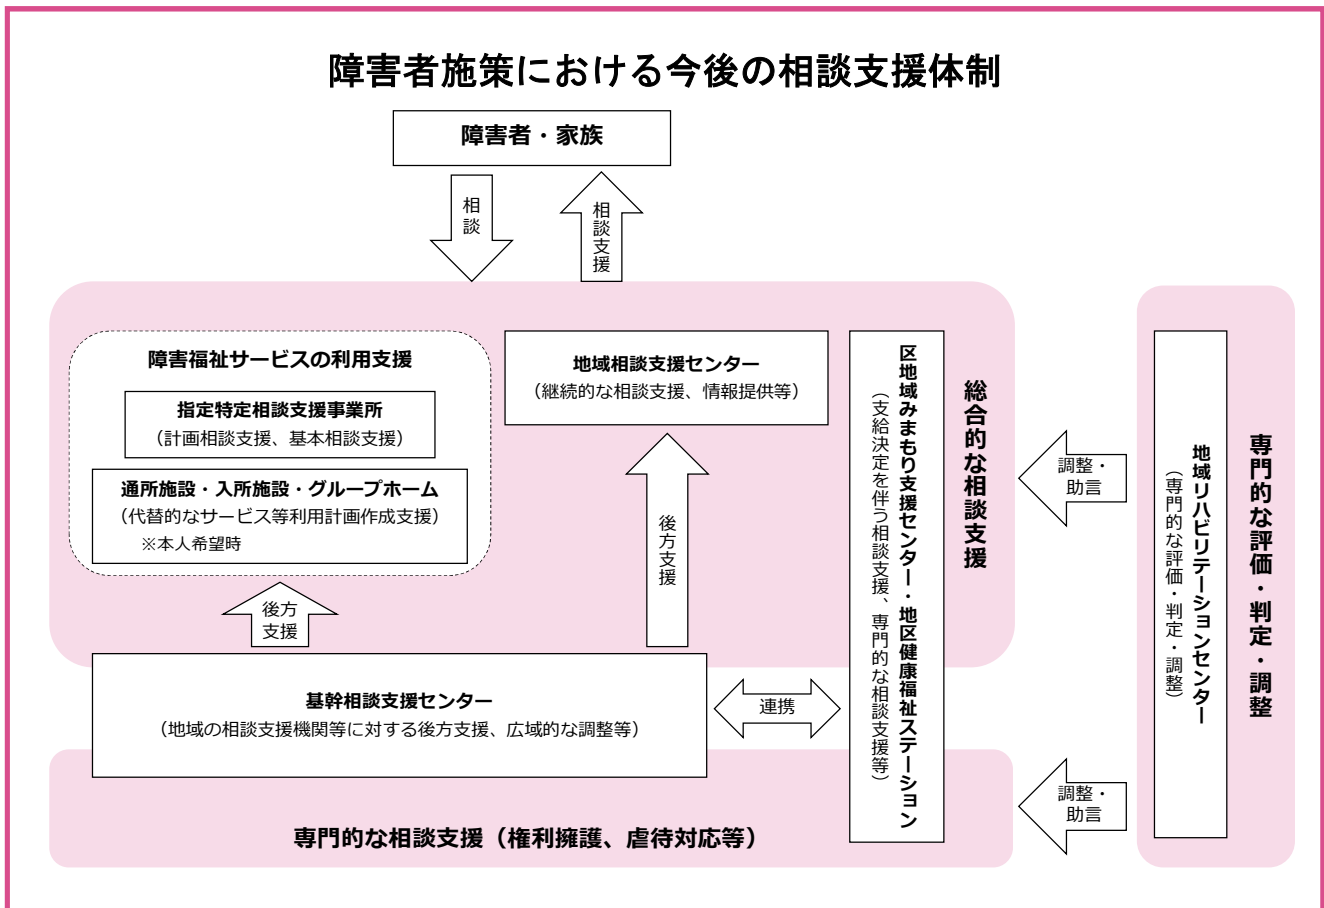 障害者施策における今後の相談支援体制
障害者・家族
相談
相談支援
障害福祉サービスの利用支援
指定特定相談支援事業所
（計画相談支援、基本相談支援）
通所施設・入所施設・グループホーム
（代替的なサービス等利用計画作成支援）
※本人希望時
地域相談支援センター
（継続的な相談支援、情報提供等）
区地域みまもり支援センター・地区健康福祉ステーション
（支給決定を伴う相談支援、専門的な相談支援等）
総合的な相談支援
調整・
助言
地域リハビリテーションセンター
（専門的な評価・判定・調整）
専門的な評価・判定・調整
後方
支援
後方支援
基幹相談支援センター
（地域の相談支援機関等に対する後方支援、広域的な調整等）
連携
調整・
助言
専門的な相談支援（権利擁護、虐待対応等）